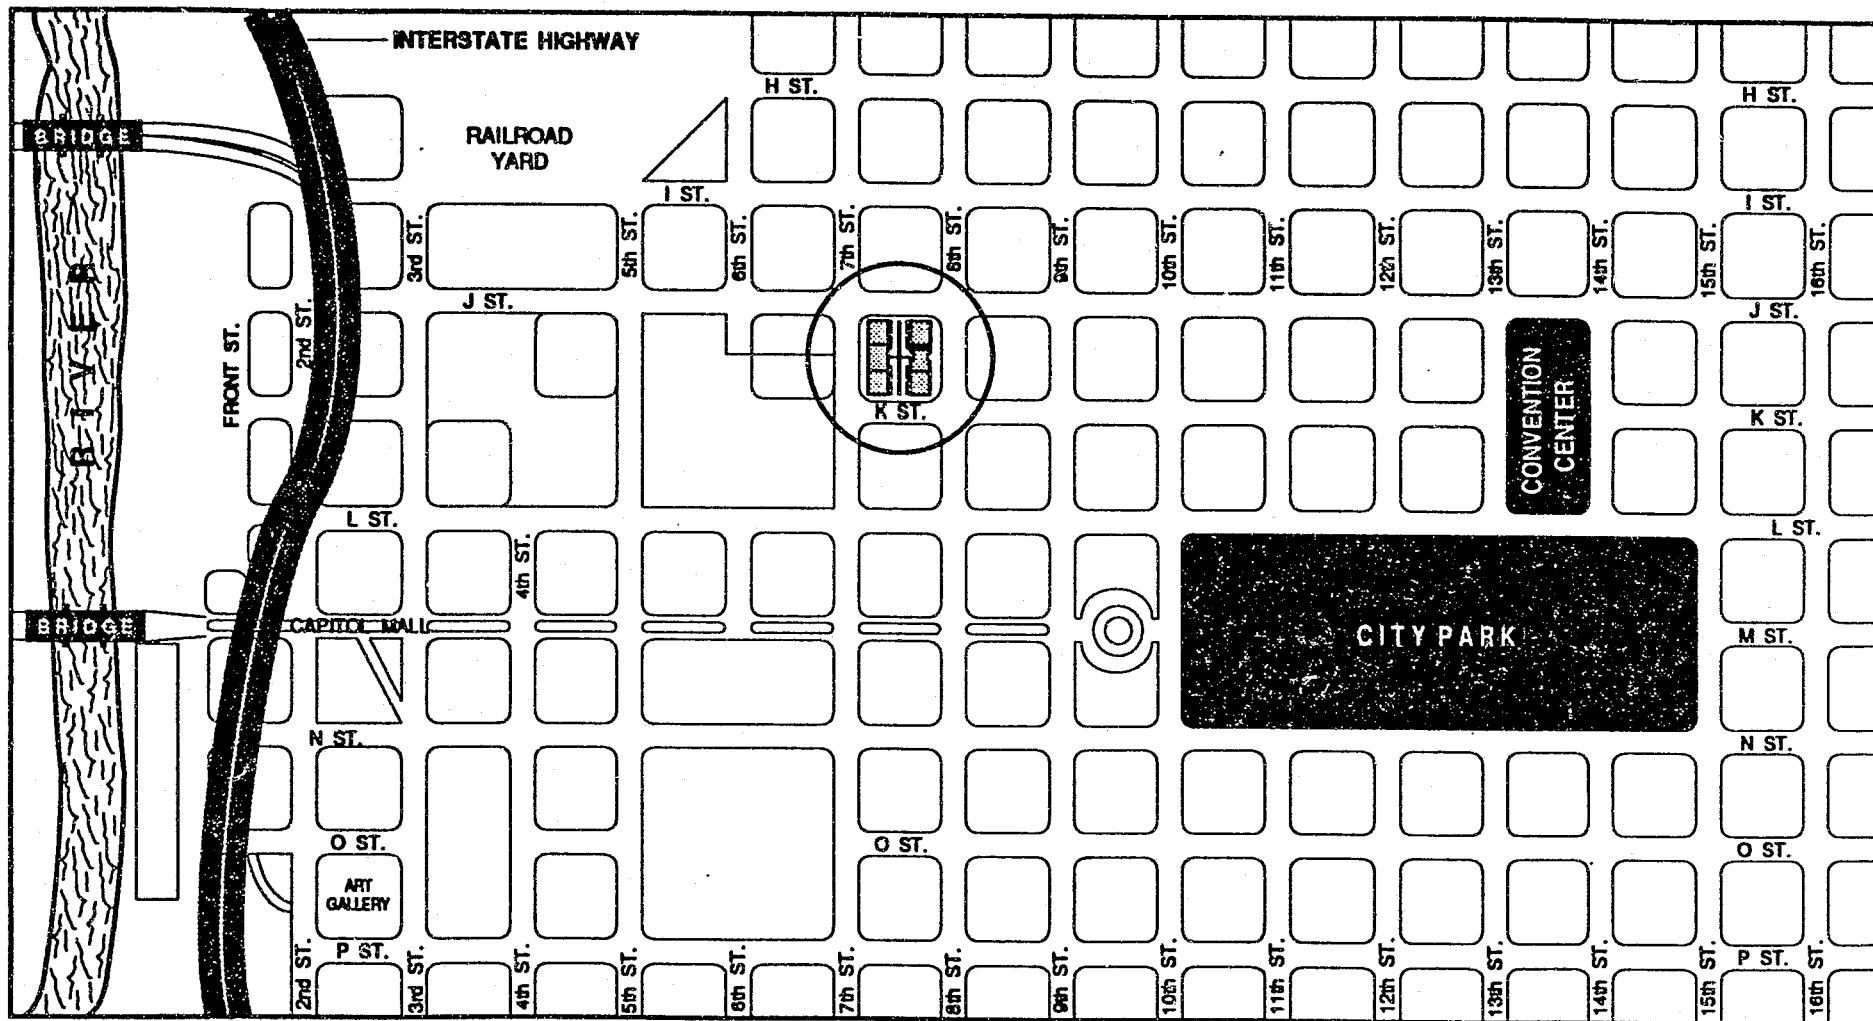 INTERSTATE HIGHWAY
H ST.
H ST.
BRIDGE
RAILROAD
YARD
I ST.
I ST.
3rd ST.
5th ST.
6th ST.
7th ST.
8th ST.
9th ST.
10th ST.
11th ST.
12th ST.
13th ST.
14th ST.
15th ST.
16th ST.
RIVER
J ST.
J ST.
2nd ST.
FRONT ST.
K ST.
K ST.
CONVENTION
CENTER
L ST.
L ST.
4th ST.
BRIDGE
CAPITOL MALL
CITY PARK
M ST.
N ST.
N ST.
O ST.
O ST.
O ST.
ART
GALLERY
P ST.
P ST.
2nd ST.
3rd ST.
4th ST.
5th ST.
6th ST.
7th ST.
8th ST.
9th ST.
10th ST.
11th ST.
12th ST.
13th ST.
14th ST.
15th ST.
16th ST.